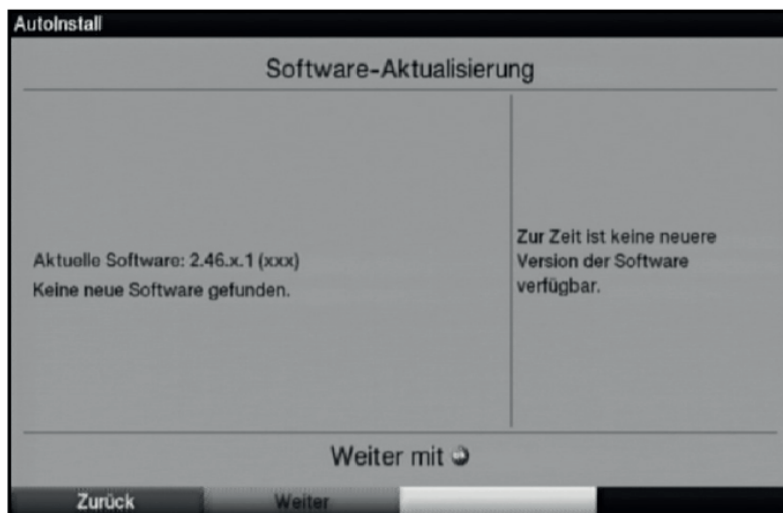 AutoInstall
Software-Aktualisierung
Aktuelle Software: 2.46.x.1 (xxx)
Keine neue Software gefunden.
Zur Zeit ist keine neuere
Version der Software
verfügbar.
Weiter mit
Zurück
Weiter